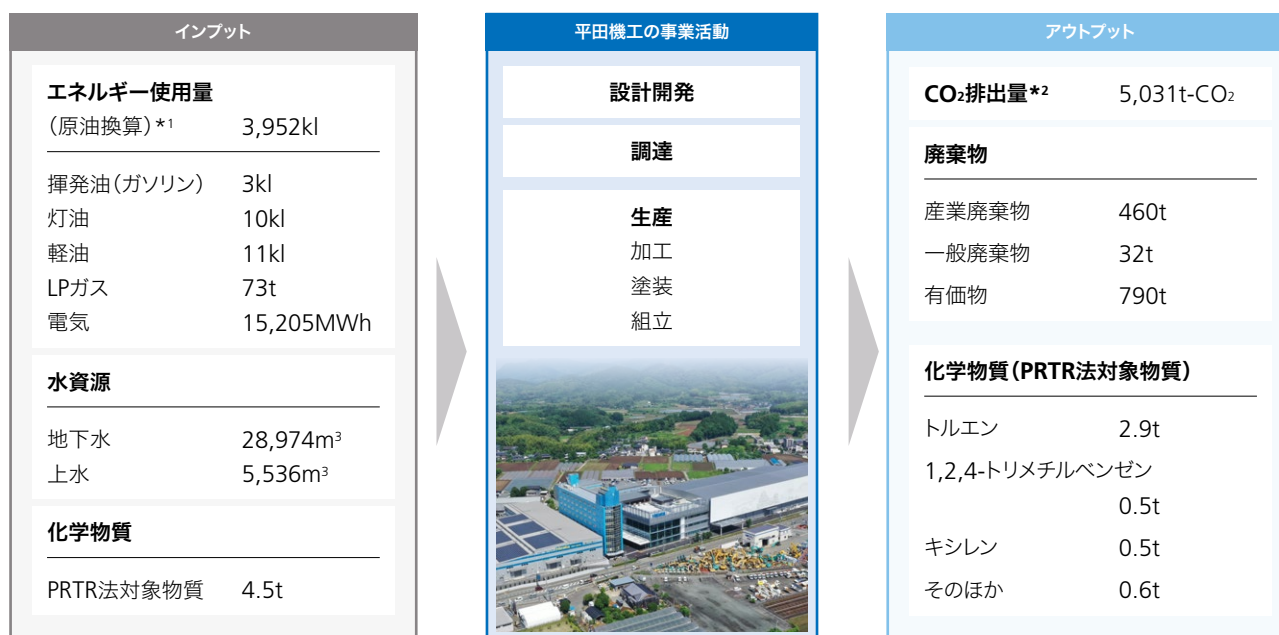 インプット
エネルギー使用量
（原油換算）*1 3,952kl
揮発油（ガソリン） 3kl
灯油 10kl
軽油 11kl
LPガス 73t
電気 15,205MWh
水資源
地下水 28,974m³
上水 5,536m³
化学物質
PRTR法対象物質 4.5t
平田機工の事業活動
設計開発
調達
生産
加工
塗装
組立
アウトプット
CO₂排出量*2 5,031t-CO₂
廃棄物
産業廃棄物 460t
一般廃棄物 32t
有価物 790t
化学物質（PRTR法対象物質）
トルエン 2.9t
1,2,4-トリメチルベンゼン
0.5t
キシレン 0.5t
そのほか 0.6t